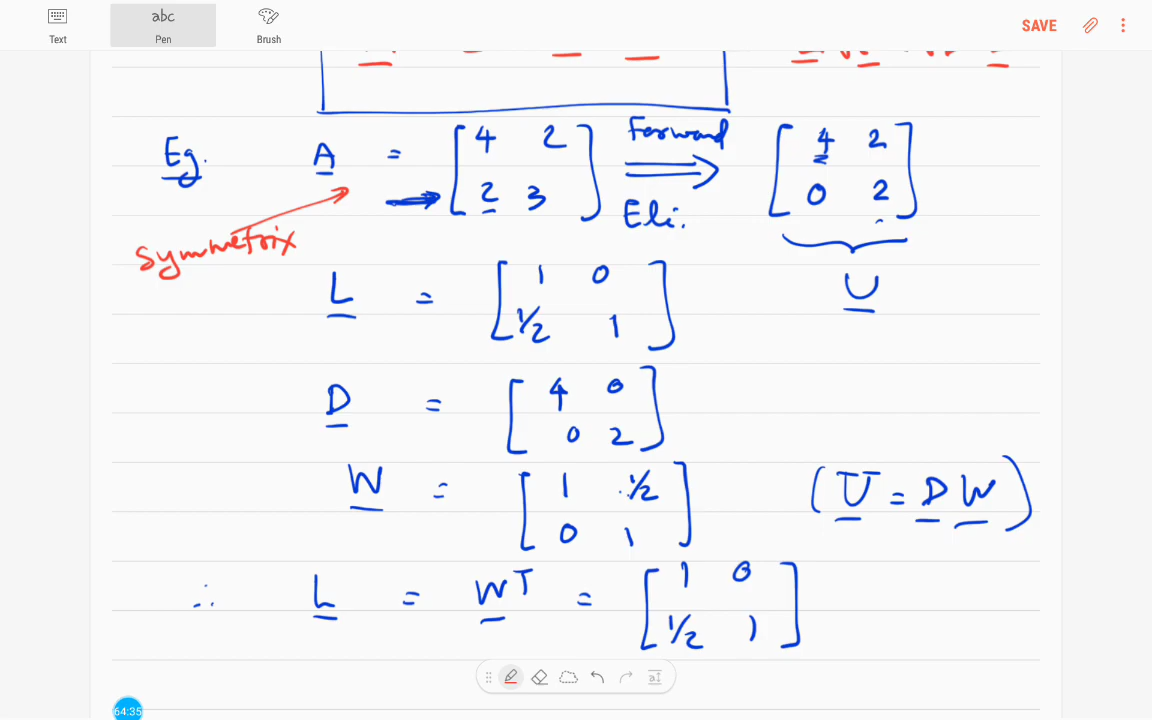 Text
abc
Pen
Brush
SAVE
Eg. A = [4 2; 2 3] Forward Eli. ⟹ [4 2; 0 2]
Symmetrix
U
L = [1 0; 1/2 1]
D = [4 0; 0 2]
W = [1 1/2; 0 1] (U = D W)
∴ L = W^T = [1 0; 1/2 1]
64:35